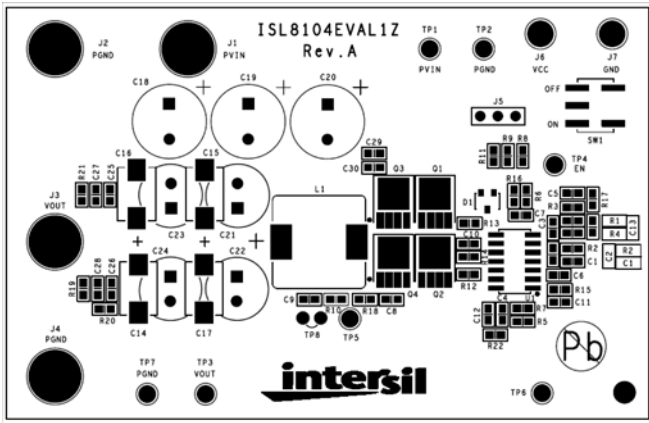 ISL8104EVAL1Z
Rev.A
J2
PGND
J1
PVIN
TP1
PVIN
TP2
PGND
J6
VCC
J7
GND
C18
C19
C20
OFF
ON
SW1
J5
R11
R9
R8
TP4
EN
C29
C30
C16
C15
R21
C27
C25
L1
Q3
Q1
D1
R16
R6
C5
R3
R17
J3
VOUT
C23
C21
R13
C7
C3
R1
R4
C13
C24
C22
C10
R14
R12
R2
C1
C2
R2
C1
R19
C28
C26
R20
C14
C17
C9
R10
R18
C8
Q4
Q2
C6
R15
C11
U1
TP8
TP5
C12
C4
R7
R5
R22
J4
PGND
TP7
PGND
TP3
VOUT
intersil
Pb
TP6